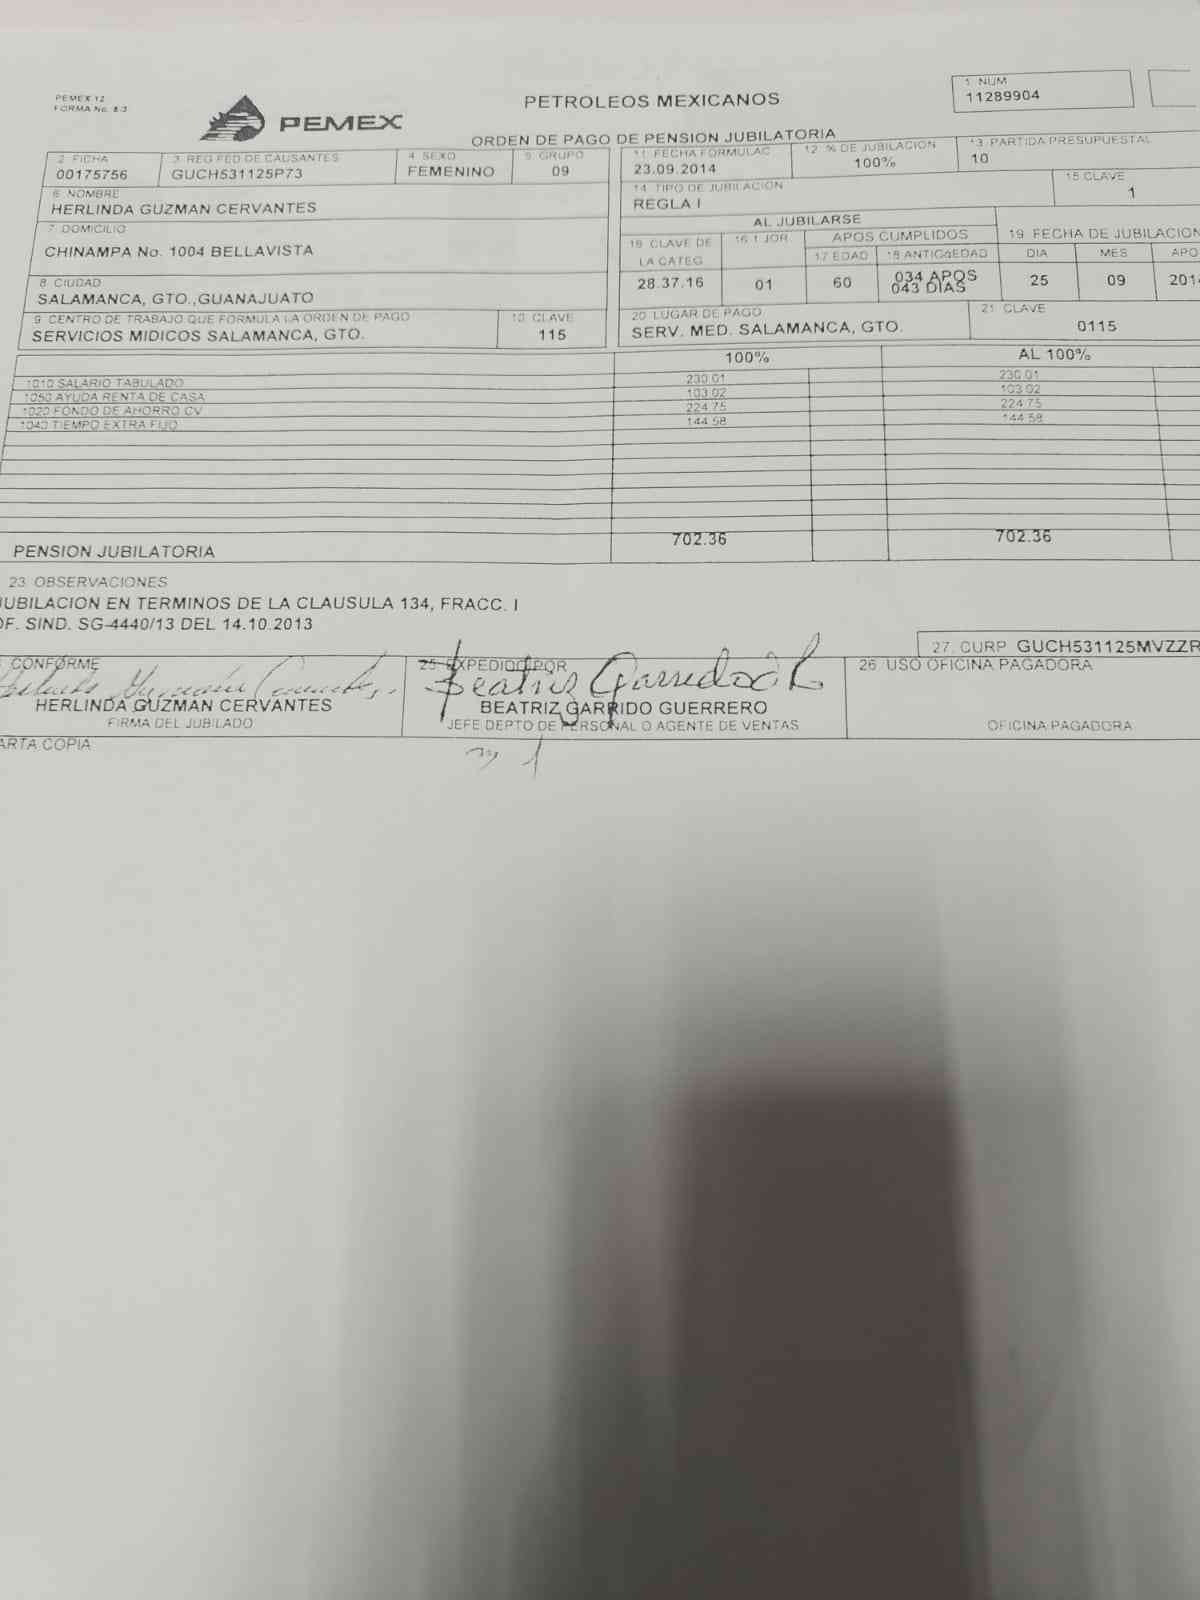 PEMEX 12
FORMA No. 8.3
PEMEX
PETROLEOS MEXICANOS
ORDEN DE PAGO DE PENSION JUBILATORIA
1. NUM
11289904
2. FICHA
00175756
3. REG FED DE CAUSANTES
GUCH531125P73
4. SEXO
FEMENINO
5. GRUPO
09
6. NOMBRE
HERLINDA GUZMAN CERVANTES
7. DOMICILIO
CHINAMPA No. 1004 BELLAVISTA
8. CIUDAD
SALAMANCA, GTO.,GUANAJUATO
9. CENTRO DE TRABAJO QUE FORMULA LA ORDEN DE PAGO
SERVICIOS MIDICOS SALAMANCA, GTO.
10. CLAVE
115
11. FECHA FORMULAC
23.09.2014
12. % DE JUBILACION
100%
13. PARTIDA PRESUPUESTAL
10
14. TIPO DE JUBILACION
REGLA I
15. CLAVE
1
AL JUBILARSE
CLAVE DE LA CATEG
28.37.16
16.1 JOR
01
APOS CUMPLIDOS
17 EDAD
60
18 ANTIG¢EDAD
034 APOS
043 DIAS
19. FECHA DE JUBILACION
DIA
MES
APO
25
09
2014
20. LUGAR DE PAGO
SERV. MED. SALAMANCA, GTO.
21. CLAVE
0115
100%
AL 100%
1010 SALARIO TABULADO 230.01 230.01
1050 AYUDA RENTA DE CASA 103.02 103.02
1020 FONDO DE AHORRO CV 224.75 224.75
1040 TIEMPO EXTRA FIJO 144.58 144.58
PENSION JUBILATORIA 702.36 702.36
23. OBSERVACIONES
JUBILACION EN TERMINOS DE LA CLAUSULA 134, FRACC. I
OF. SIND. SG-4440/13 DEL 14.10.2013
27. CURP GUCH531125MVZZR
CONFORME
Herlinda Guzmán Cervantes
HERLINDA GUZMAN CERVANTES
FIRMA DEL JUBILADO
25. EXPEDIDO POR
Beatriz Garrido
BEATRIZ GARRIDO GUERRERO
JEFE DEPTO DE PERSONAL O AGENTE DE VENTAS
26. USO OFICINA PAGADORA
OFICINA PAGADORA
ARTA COPIA